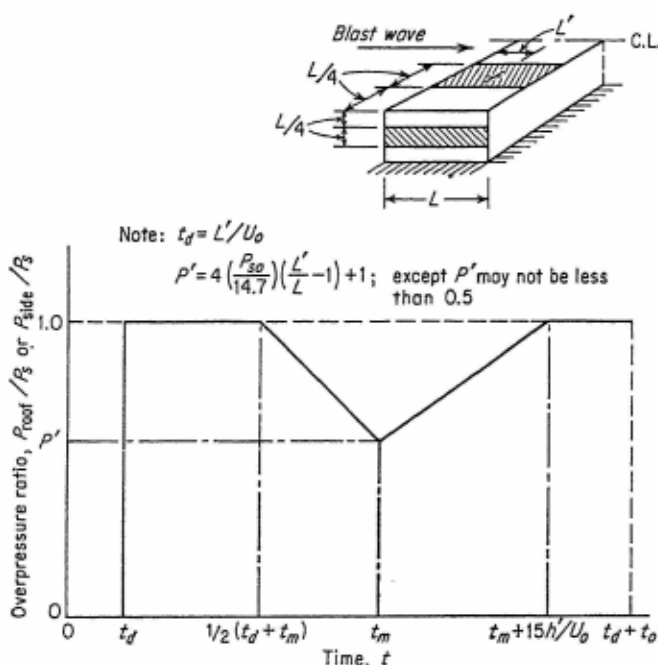 Blast wave
L'
C.L.
L/4
L/4
L
Note: t_d = L'/U_o
P' = 4 (P_so/14.7)(L'/L − 1) + 1; except P' may not be less
than 0.5
Overpressure ratio, P_roof/P_s or P_side/P_s
1.0
P'
0
0 t_d 1/2 (t_d + t_m) t_m t_m + 15h'/U_o t_d + t_o
Time, t